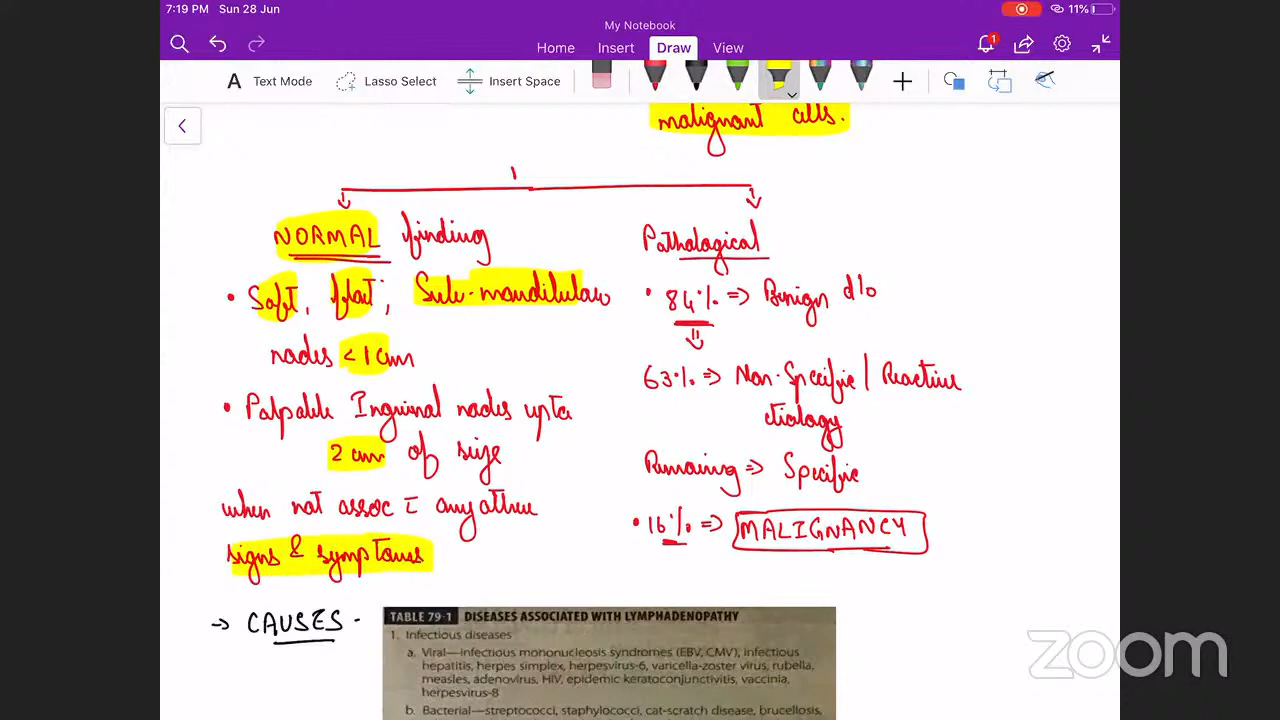 7:19 PM Sun 28 Jun
11%
My Notebook
Home Insert Draw View
1
A Text Mode Lasso Select Insert Space
malignant cells.
NORMAL finding
• Soft, flat, Sub-mandibular
nodes <1cm
• Palpable Inguinal nodes upto
2 cm of size
when not assoc c any other
signs & symptoms
→ CAUSES -
Pathological
• 84% => Benign d/o
63% => Non-Specific / Reactive
etiology
Remaining => Specific
• 16% => MALIGNANCY
TABLE 79-1 DISEASES ASSOCIATED WITH LYMPHADENOPATHY
1. Infectious diseases
a. Viral—infectious mononucleosis syndromes (EBV, CMV), infectious
hepatitis, herpes simplex, herpesvirus-6, varicella-zoster virus, rubella,
measles, adenovirus, HIV, epidemic keratoconjunctivitis, vaccinia,
herpesvirus-8
b. Bacterial—streptococci, staphylococci, cat-scratch disease, brucellosis,
zoom